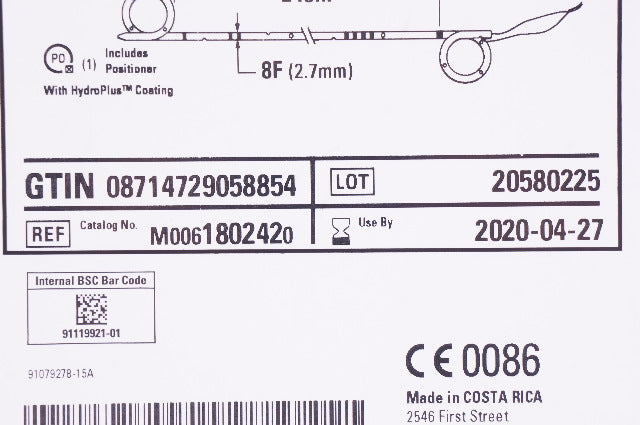 PD (1) Includes
Positioner
With HydroPlus™ Coating
8F (2.7mm)
GTIN 08714729058854
LOT 20580225
REF Catalog No. M0061802420
Use By 2020-04-27
Internal BSC Bar Code
91119921-01
91079278-15A
CE 0086
Made in COSTA RICA
2546 First Street